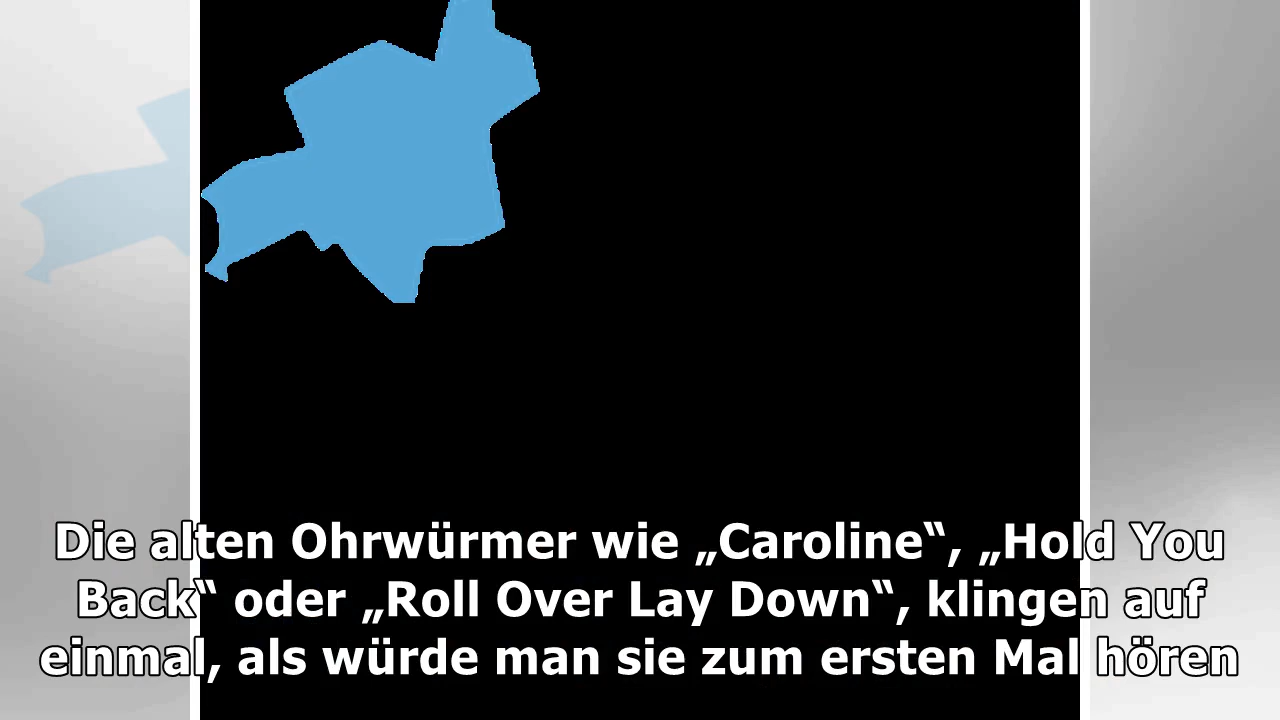 Die alten Ohrwürmer wie „Caroline“, „Hold You
Back“ oder „Roll Over Lay Down“, klingen auf
einmal, als würde man sie zum ersten Mal hören